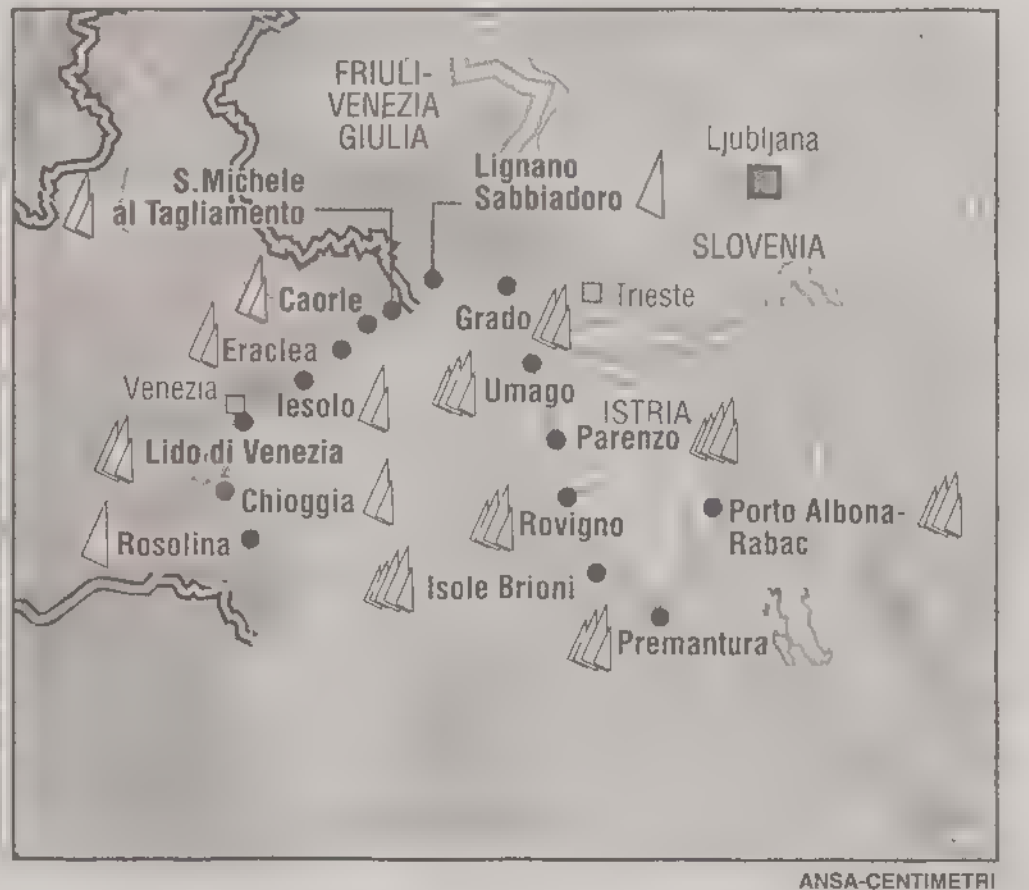 FRIULI-
VENEZIA
GIULIA
Ljubljana
S.Michele
al Tagliamento
Lignano
Sabbiadoro
SLOVENIA
Caorle
Grado
Trieste
Eraclea
Venezia
Iesolo
Umago
ISTRIA
Parenzo
Lido di Venezia
Chioggia
Rovigno
Porto Albona-
Rabac
Rosolina
Isole Brioni
Premantura
ANSA-CENTIMETRI